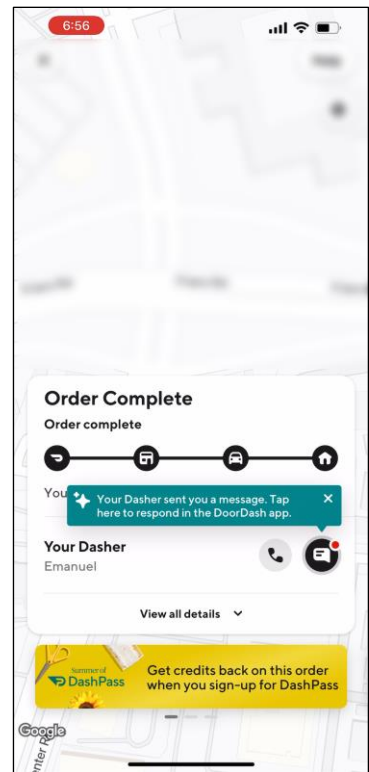 6:56
Order Complete
Order complete
You
Your Dasher sent you a message. Tap
here to respond in the DoorDash app.
Your Dasher
Emanuel
View all details
Summer of
DashPass
Get credits back on this order
when you sign-up for DashPass
Google
enter R